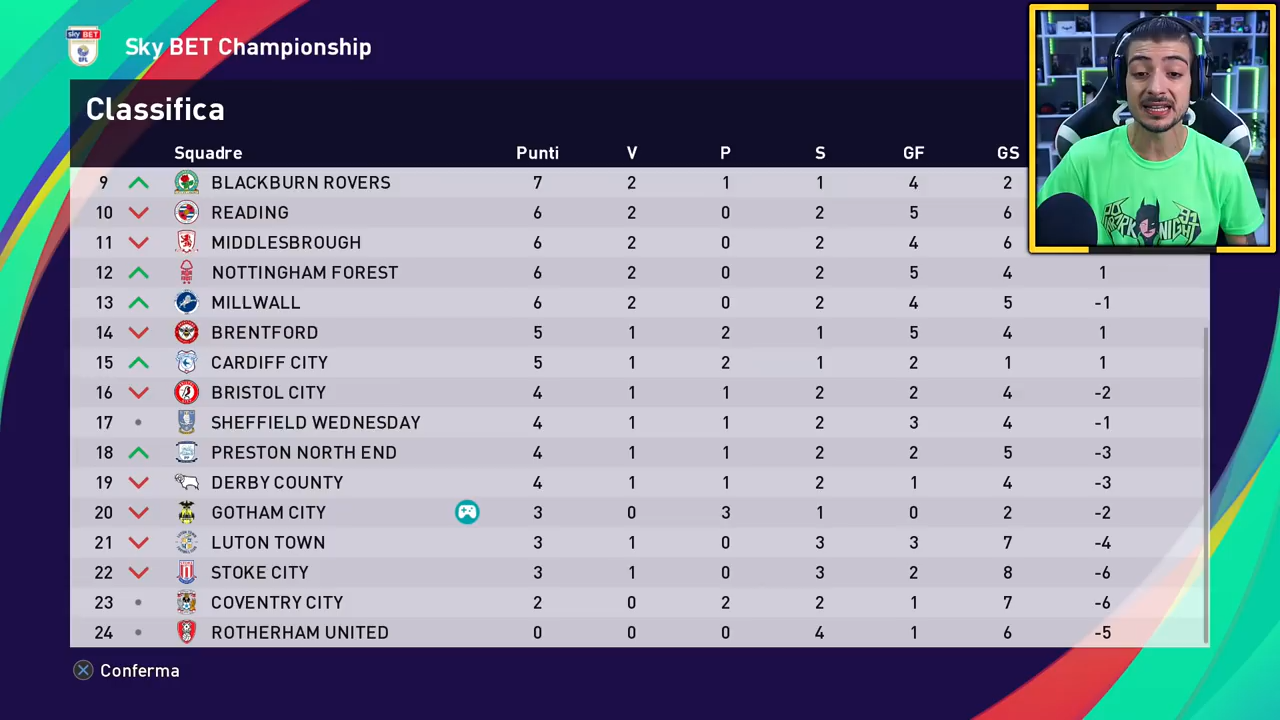 sky BET
EFL
Sky BET Championship
Classifica
Squadre Punti V P S GF GS
9 BLACKBURN ROVERS 7 2 1 1 4 2
10 READING 6 2 0 2 5 6
11 MIDDLESBROUGH 6 2 0 2 4 6
12 NOTTINGHAM FOREST 6 2 0 2 5 4 1
13 MILLWALL 6 2 0 2 4 5 -1
14 BRENTFORD 5 1 2 1 5 4 1
15 CARDIFF CITY 5 1 2 1 2 1 1
16 BRISTOL CITY 4 1 1 2 2 4 -2
17 SHEFFIELD WEDNESDAY 4 1 1 2 3 4 -1
18 PRESTON NORTH END 4 1 1 2 2 5 -3
19 DERBY COUNTY 4 1 1 2 1 4 -3
20 GOTHAM CITY 3 0 3 1 0 2 -2
21 LUTON TOWN 3 1 0 3 3 7 -4
22 STOKE CITY 3 1 0 3 2 8 -6
23 COVENTRY CITY 2 0 2 2 1 7 -6
24 ROTHERHAM UNITED 0 0 0 4 1 6 -5
Conferma